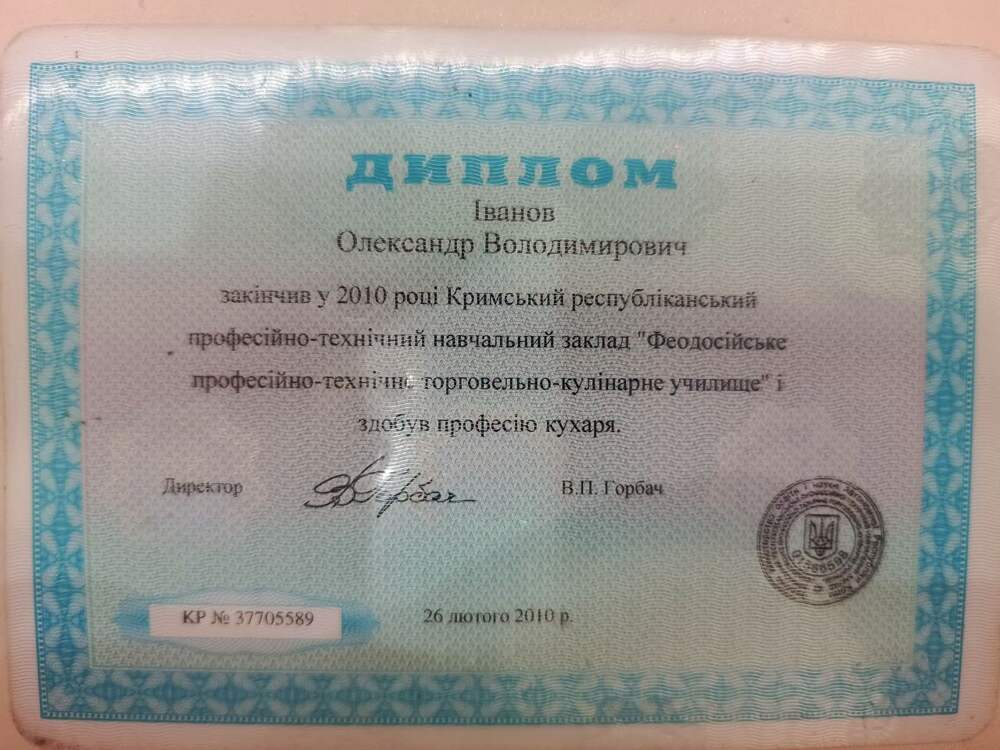 ДИПЛОМ
Іванов
Олександр Володимирович
закінчив у 2010 році Кримський республіканський
професійно-технічний навчальний заклад "Феодосійське
професійно-технічне торговельно-кулінарне училище" і
здобув професію кухаря.
Директор В.П. Горбач
КР № 37705589
26 лютого 2010 р.